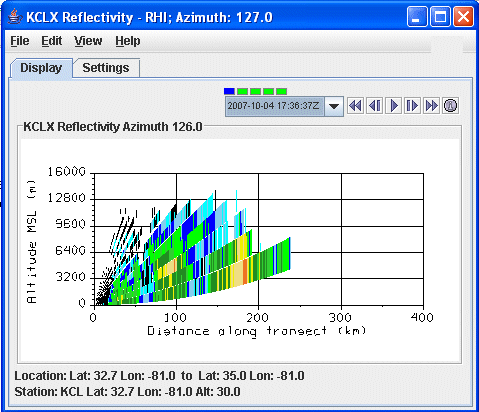 KCLX Reflectivity - RHI; Azimuth: 127.0
File Edit View Help
Display Settings
2007-10-04 17:36:37Z
KCLX Reflectivity Azimuth 126.0
16000
12800
9600
6400
3200
0
Altitude MSL (m)
0 100 200 300 400
Distance along transect (km)
Location: Lat: 32.7 Lon: -81.0 to Lat: 35.0 Lon: -81.0
Station: KCL Lat: 32.7 Lon: -81.0 Alt: 30.0